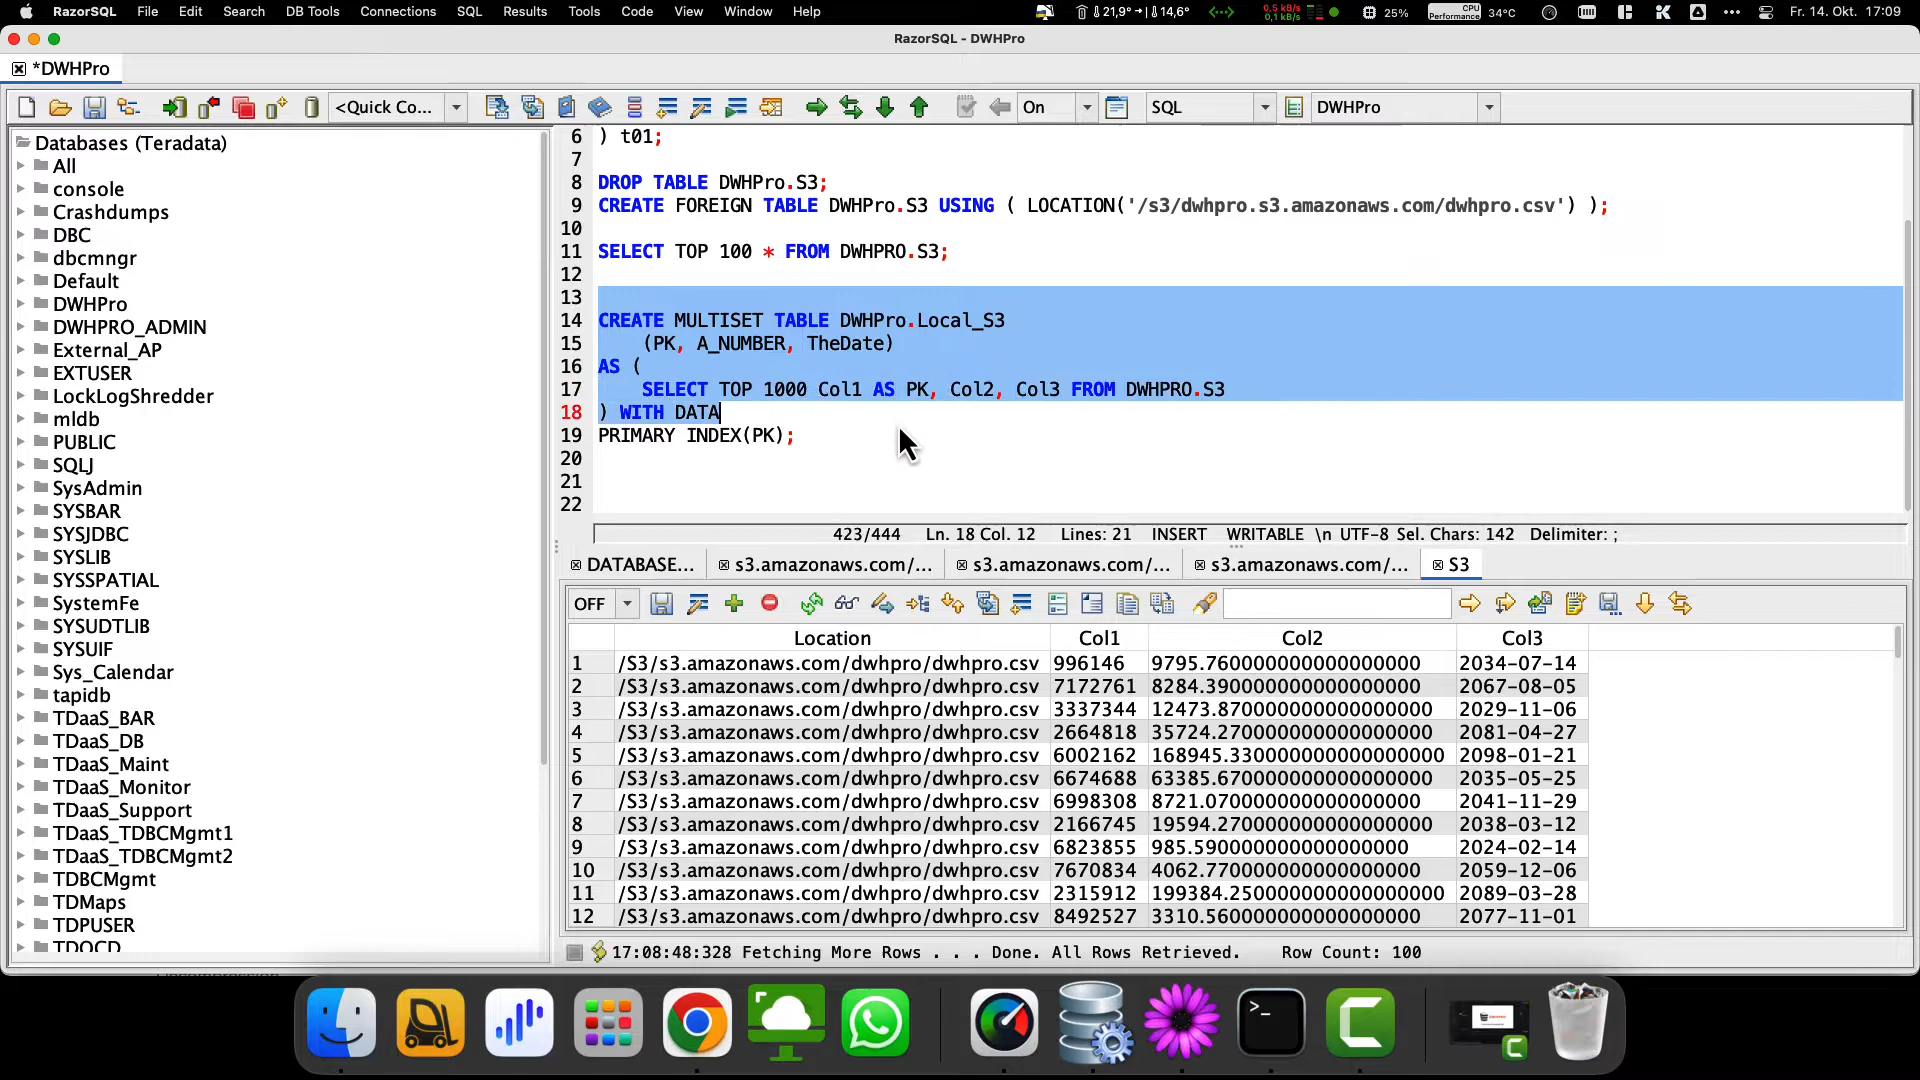 RazorSQL File Edit Search DB Tools Connections SQL Results Tools Code View Window Help 21,9° 14,6° 0,5 kB/s 0,1 kB/s 25% CPU Performance 34°C Fr. 14. Okt. 17:09
RazorSQL - DWHPro
*DWHPro
<Quick Co... On SQL DWHPro
Databases (Teradata)
All
console
Crashdumps
DBC
dbcmngr
Default
DWHPro
DWHPRO_ADMIN
External_AP
EXTUSER
LockLogShredder
mldb
PUBLIC
SQLJ
SysAdmin
SYSBAR
SYSJDBC
SYSLIB
SYSSPATIAL
SystemFe
SYSUDTLIB
SYSUIF
Sys_Calendar
tapidb
TDaaS_BAR
TDaaS_DB
TDaaS_Maint
TDaaS_Monitor
TDaaS_Support
TDaaS_TDBCMgmt1
TDaaS_TDBCMgmt2
TDBCMgmt
TDMaps
TDPUSER
TDQCD
6 ) t01;
7
8 DROP TABLE DWHPro.S3;
9 CREATE FOREIGN TABLE DWHPro.S3 USING ( LOCATION('/s3/dwhpro.s3.amazonaws.com/dwhpro.csv') );
10
11 SELECT TOP 100 * FROM DWHPRO.S3;
12
13
14 CREATE MULTISET TABLE DWHPro.Local_S3
15 (PK, A_NUMBER, TheDate)
16 AS (
17 SELECT TOP 1000 Col1 AS PK, Col2, Col3 FROM DWHPRO.S3
18 ) WITH DATA
19 PRIMARY INDEX(PK);
20
21
22
423/444 Ln. 18 Col. 12 Lines: 21 INSERT WRITABLE \n UTF-8 Sel. Chars: 142 Delimiter: ;
DATABASE... s3.amazonaws.com/... s3.amazonaws.com/... s3.amazonaws.com/... S3
OFF
Location Col1 Col2 Col3
1 /S3/s3.amazonaws.com/dwhpro/dwhpro.csv 996146 9795.760000000000000000 2034-07-14
2 /S3/s3.amazonaws.com/dwhpro/dwhpro.csv 7172761 8284.390000000000000000 2067-08-05
3 /S3/s3.amazonaws.com/dwhpro/dwhpro.csv 3337344 12473.870000000000000000 2029-11-06
4 /S3/s3.amazonaws.com/dwhpro/dwhpro.csv 2664818 35724.270000000000000000 2081-04-27
5 /S3/s3.amazonaws.com/dwhpro/dwhpro.csv 6002162 168945.330000000000000000 2098-01-21
6 /S3/s3.amazonaws.com/dwhpro/dwhpro.csv 6674688 63385.670000000000000000 2035-05-25
7 /S3/s3.amazonaws.com/dwhpro/dwhpro.csv 6998308 8721.070000000000000000 2041-11-29
8 /S3/s3.amazonaws.com/dwhpro/dwhpro.csv 2166745 19594.270000000000000000 2038-03-12
9 /S3/s3.amazonaws.com/dwhpro/dwhpro.csv 6823855 985.590000000000000000 2024-02-14
10 /S3/s3.amazonaws.com/dwhpro/dwhpro.csv 7670834 4062.770000000000000000 2059-12-06
11 /S3/s3.amazonaws.com/dwhpro/dwhpro.csv 2315912 199384.250000000000000000 2089-03-28
12 /S3/s3.amazonaws.com/dwhpro/dwhpro.csv 8492527 3310.560000000000000000 2077-11-01
17:08:48:328 Fetching More Rows . . . Done. All Rows Retrieved. Row Count: 100